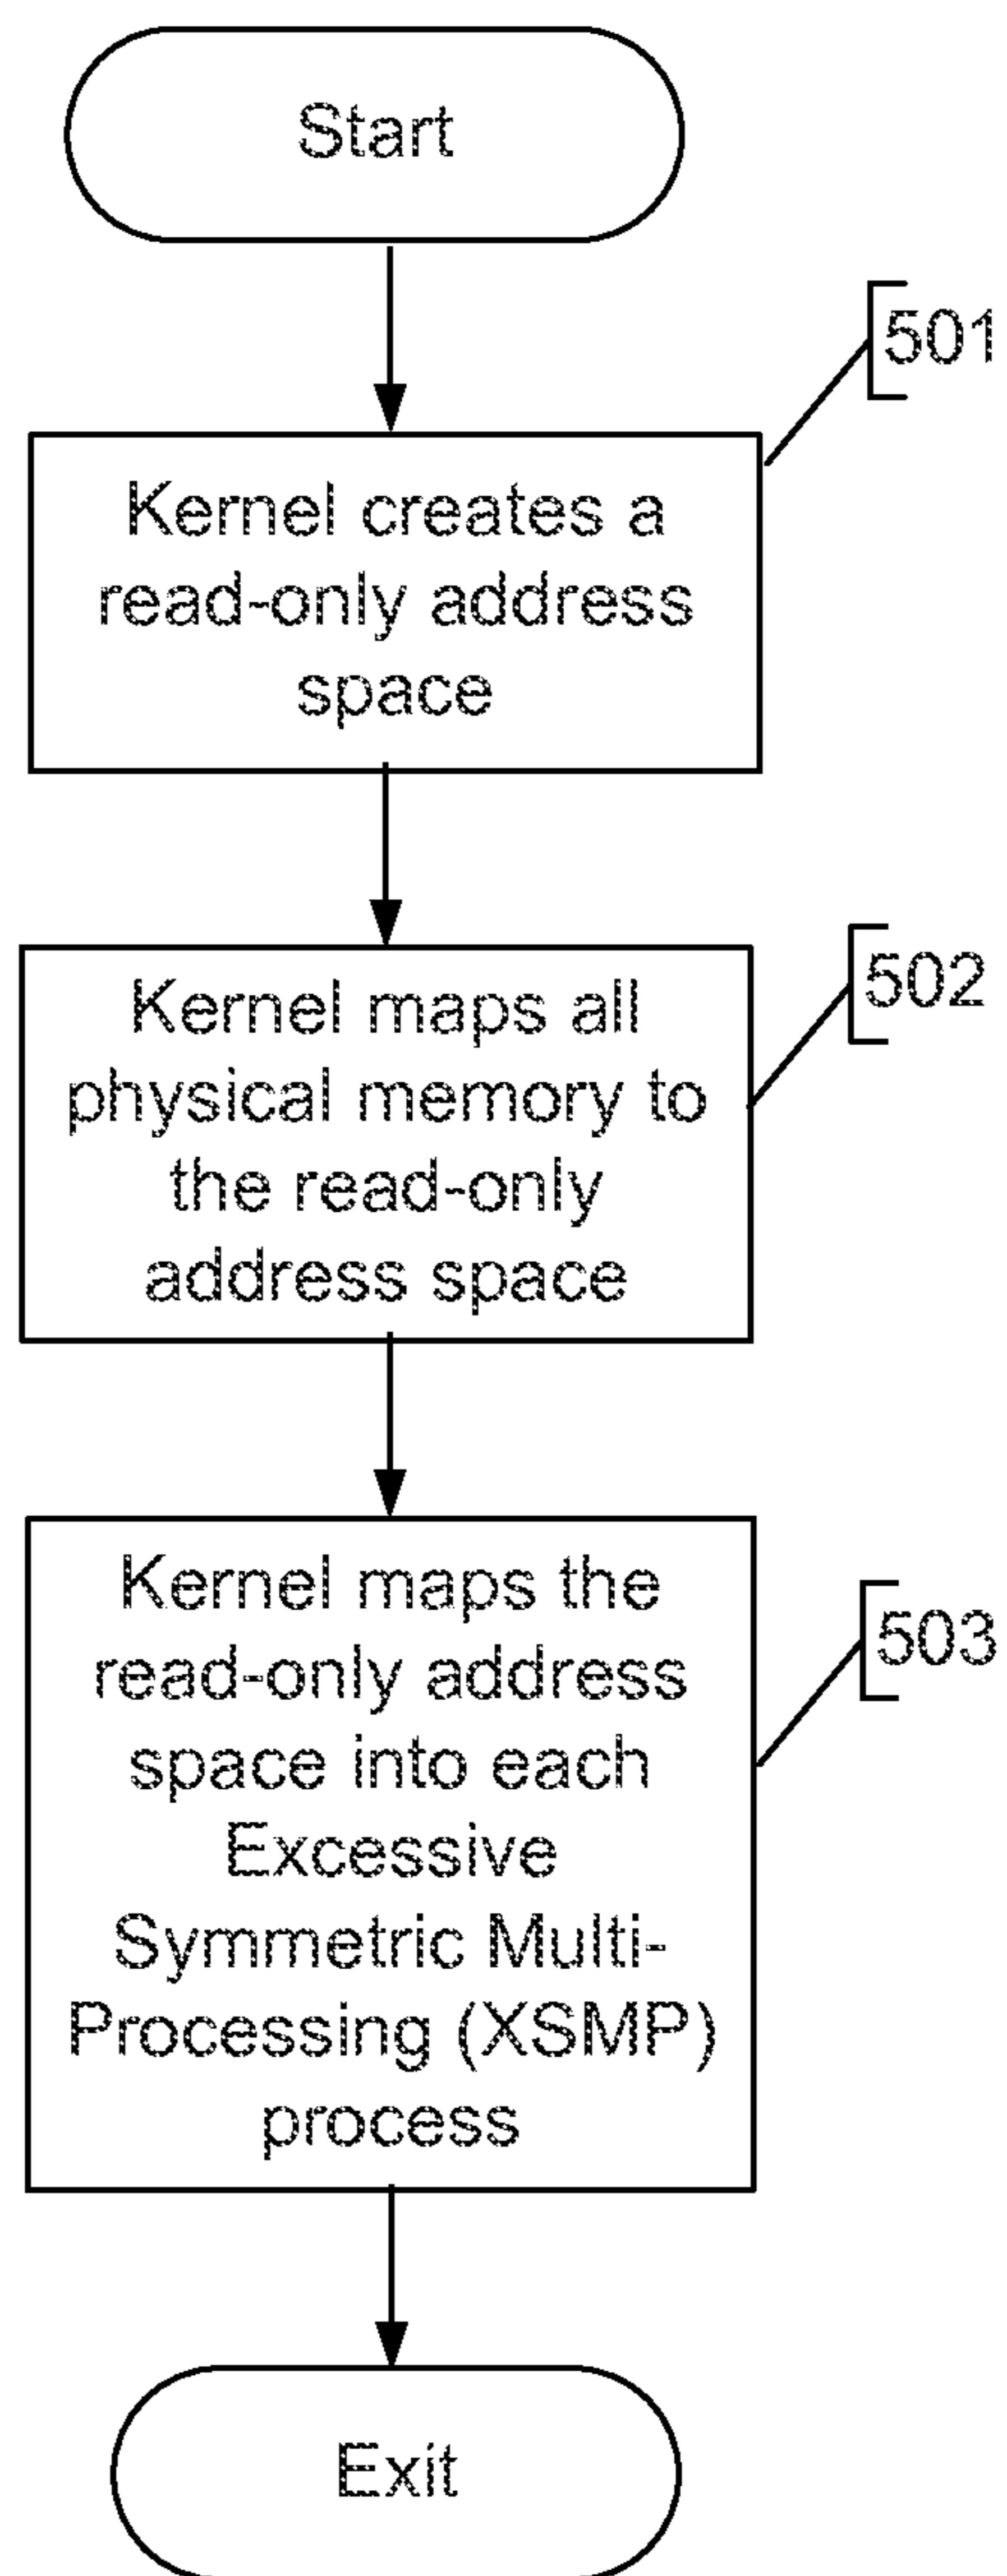 Start
501
Kernel creates a
read-only address
space
502
Kernel maps all
physical memory to
the read-only
address space
503
Kernel maps the
read-only address
space into each
Excessive
Symmetric Multi-
Processing (XSMP)
process
Exit